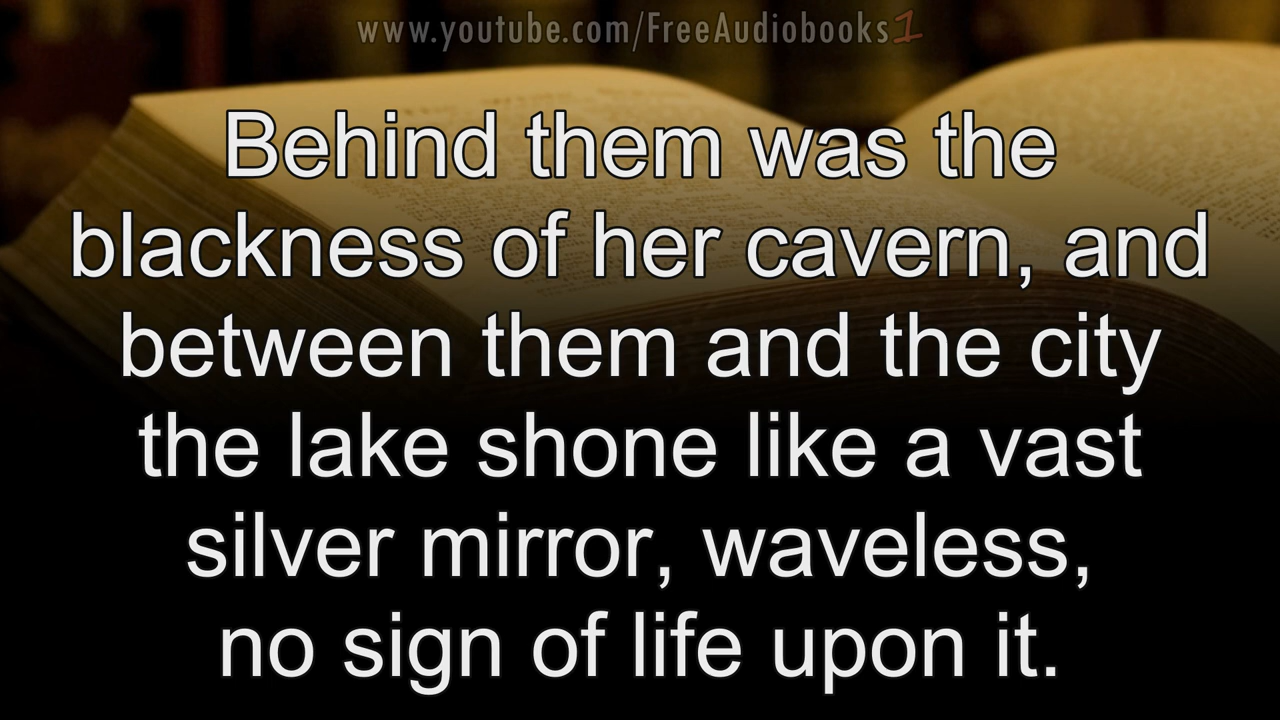 www.youtube.com/FreeAudiobooks1
Behind them was the
blackness of her cavern, and
between them and the city
the lake shone like a vast
silver mirror, waveless,
no sign of life upon it.